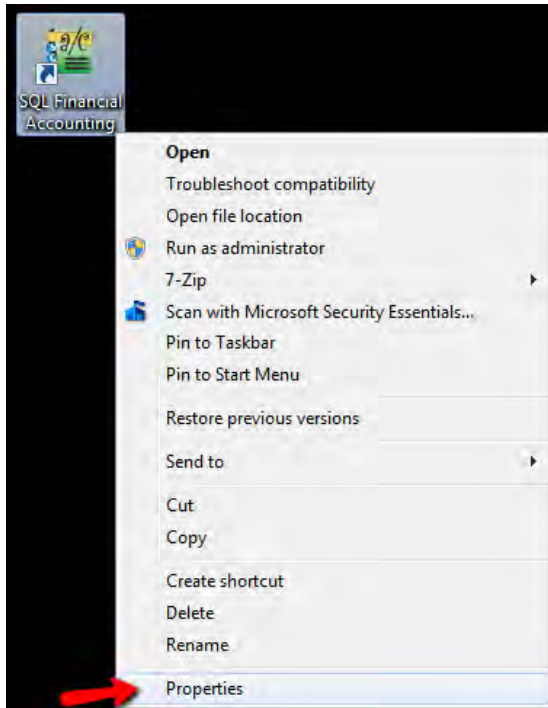 a/c
SQL Financial
Accounting
Open
Troubleshoot compatibility
Open file location
Run as administrator
7-Zip
Scan with Microsoft Security Essentials...
Pin to Taskbar
Pin to Start Menu
Restore previous versions
Send to
Cut
Copy
Create shortcut
Delete
Rename
Properties